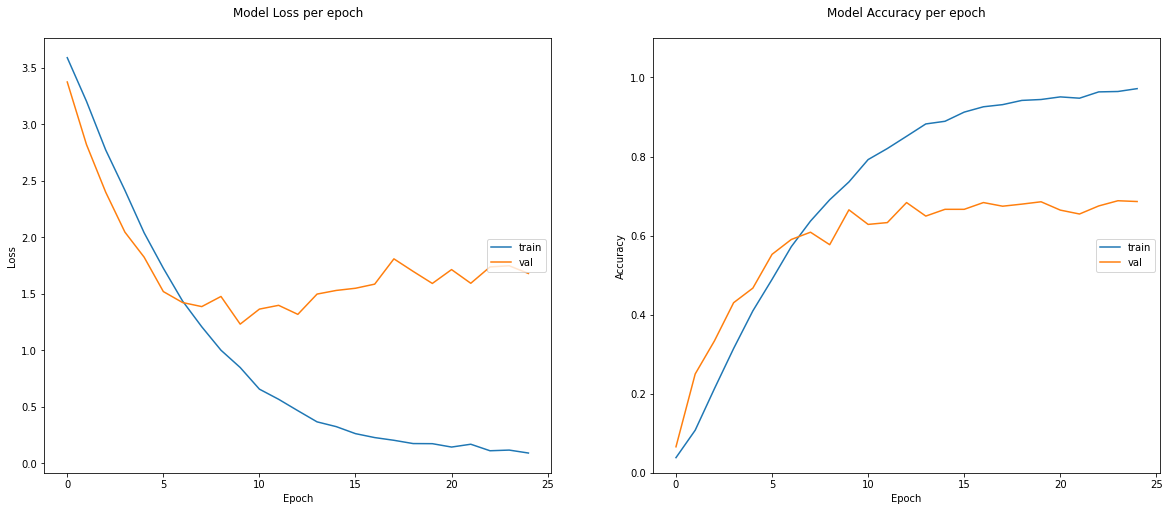 Model Loss per epoch
3.5
3.0
2.5
2.0
1.5
1.0
0.5
0.0
Loss
train
val
0 5 10 15 20 25
Epoch
Model Accuracy per epoch
1.0
0.8
0.6
0.4
0.2
0.0
Accuracy
train
val
0 5 10 15 20 25
Epoch